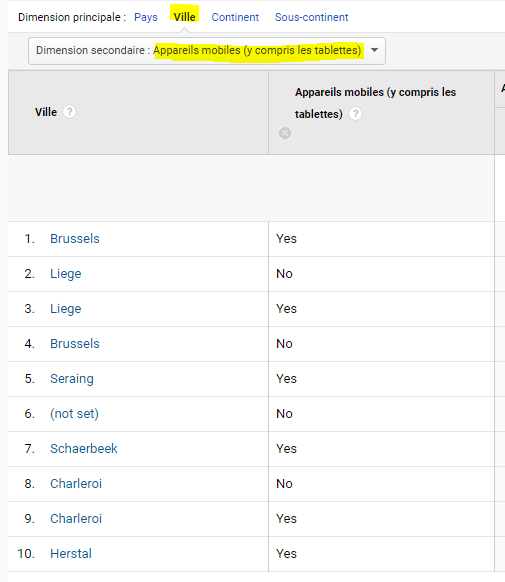 Dimension principale : Pays Ville Continent Sous-continent
Dimension secondaire : Appareils mobiles (y compris les tablettes)
Ville ? Appareils mobiles (y compris les tablettes) ? A
1. Brussels Yes
2. Liege No
3. Liege Yes
4. Brussels No
5. Seraing Yes
6. (not set) No
7. Schaerbeek Yes
8. Charleroi No
9. Charleroi Yes
10. Herstal Yes